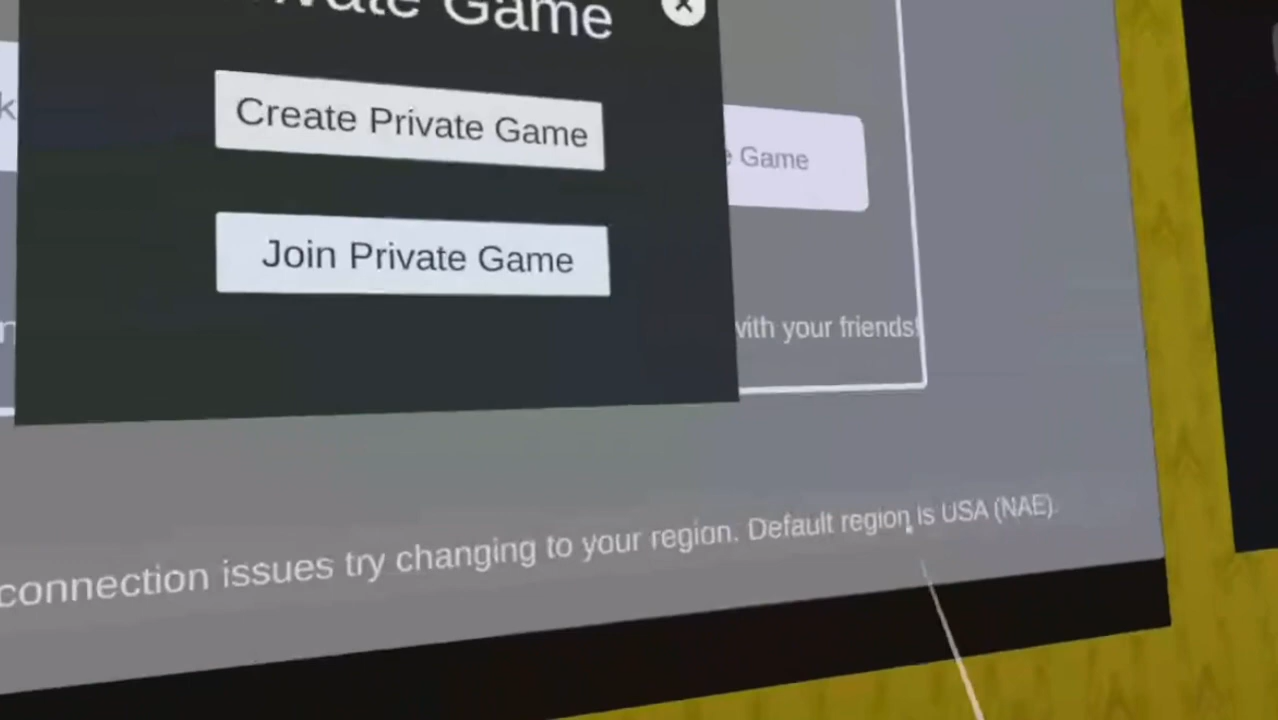 Game
Create Private Game
Game
Join Private Game
with your friends!
connection issues try changing to your region. Default region is USA (NAE).